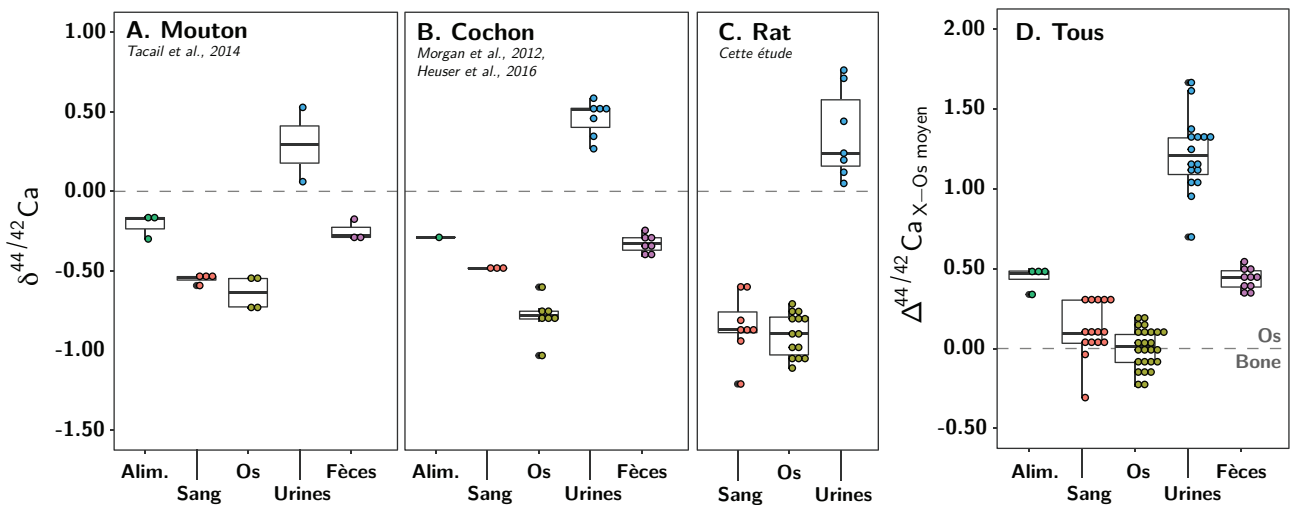 A. Mouton
Tacail et al., 2014
B. Cochon
Morgan et al., 2012,
Heuser et al., 2016
C. Rat
Cette étude
D. Tous
δ44/42Ca
1.00
0.50
0.00
-0.50
-1.00
-1.50
Alim.
Sang
Os
Urines
Fèces
Alim.
Sang
Os
Urines
Fèces
Sang
Os
Urines
Δ44/42Ca X−Os moyen
2.00
1.50
1.00
0.50
0.00
-0.50
Os
Bone
Alim.
Sang
Os
Urines
Fèces